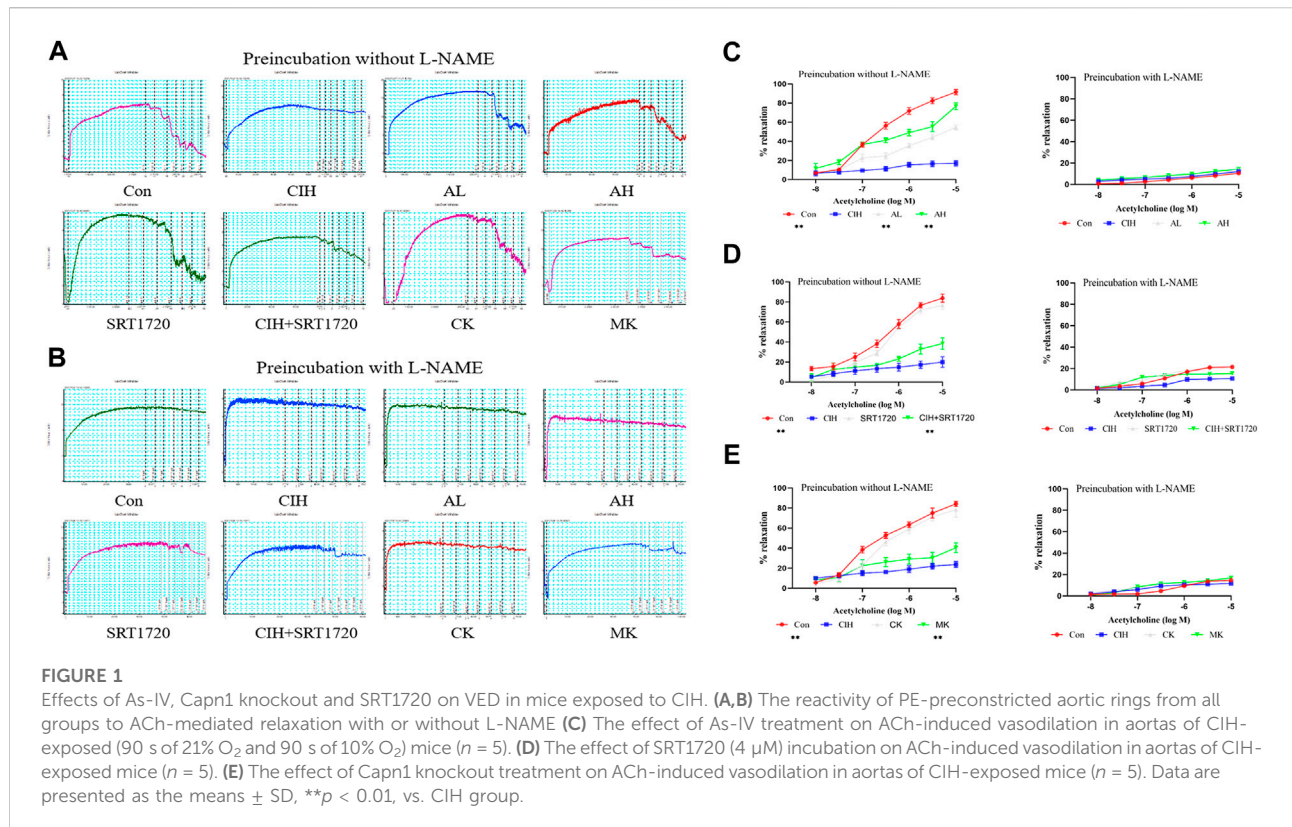 A
Preincubation without L-NAME
Con
CIH
AL
AH
SRT1720
CIH+SRT1720
CK
MK
B
Preincubation with L-NAME
Con
CIH
AL
AH
SRT1720
CIH+SRT1720
CK
MK
C
Preincubation without L-NAME
% relaxation
100
80
60
40
20
0
-8
-7
-6
-5
Acetylcholine (log M)
Con
CIH
AL
AH
**
**
**
Preincubation with L-NAME
% relaxation
100
80
60
40
20
0
-8
-7
-6
-5
Acetylcholine (log M)
Con
CIH
AL
AH
D
Preincubation without L-NAME
% relaxation
100
80
60
40
20
0
-8
-7
-6
-5
Acetylcholine (log M)
Con
CIH
SRT1720
CIH+SRT1720
**
**
Preincubation with L-NAME
% relaxation
100
80
60
40
20
0
-8
-7
-6
-5
Acetylcholine (log M)
Con
CIH
SRT1720
CIH+SRT1720
E
Preincubation without L-NAME
% relaxation
100
80
60
40
20
0
-8
-7
-6
-5
Acetylcholine (log M)
Con
CIH
CK
MK
**
**
Preincubation with L-NAME
% relaxation
100
80
60
40
20
0
-8
-7
-6
-5
Acetylcholine (log M)
Con
CIH
CK
MK
FIGURE 1
Effects of As-IV, Capn1 knockout and SRT1720 on VED in mice exposed to CIH. (A,B) The reactivity of PE-preconstricted aortic rings from all
groups to ACh-mediated relaxation with or without L-NAME (C) The effect of As-IV treatment on ACh-induced vasodilation in aortas of CIH-
exposed (90 s of 21% O₂ and 90 s of 10% O₂) mice (n = 5). (D) The effect of SRT1720 (4 μM) incubation on ACh-induced vasodilation in aortas of CIH-
exposed mice (n = 5). (E) The effect of Capn1 knockout treatment on ACh-induced vasodilation in aortas of CIH-exposed mice (n = 5). Data are
presented as the means ± SD, **p < 0.01, vs. CIH group.